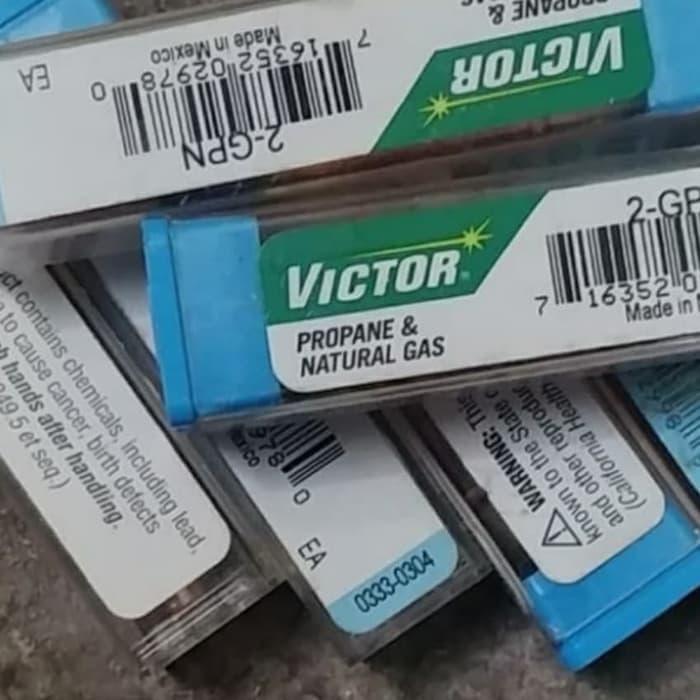 PROPANE &
VICTOR
2-GPN
7 16352 02978 0
Made in Mexico
EA
VICTOR
PROPANE &
NATURAL GAS
2-GP
7 16352 0
Made in
contains chemicals, including lead,
to cause cancer, birth defects
hands after handling.
et seq.)
0
EA
0333-0304
WARNING: This
known to the State
and other reproduc
(California Health